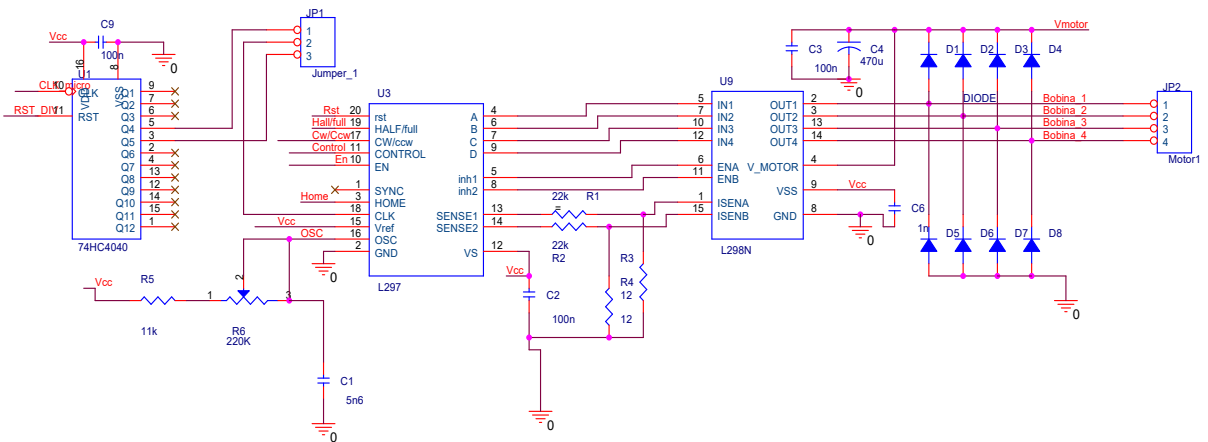 C9
Vcc
100n
0
U1
16
8
CLK_micro
10
CLK
VDD
VSS
RST_DIV
11
RST
Q1 9
Q2 7
Q3 6
Q4 5
Q5 3
Q6 2
Q7 4
Q8 13
Q9 12
Q10 14
Q11 15
Q12 1
74HC4040
JP1
1
2
3
Jumper_1
U3
Rst 20 rst
Hall/full 19 HALF/full
Cw/Ccw 17 CW/ccw
Control 11 CONTROL
En 10 EN
1 SYNC
Home 3 HOME
18 CLK
Vcc 15 Vref
OSC 16 OSC
2 GND
0
A 4
B 6
C 7
D 9
inh1 5
inh2 8
SENSE1 13
SENSE2 14
VS 12
L297
Vcc
R5
11k
1
2
3
R6
220K
C1
5n6
0
22k
R1
22k
R2
Vcc
C2
100n
R3
R4
12
12
0
U9
5 IN1
7 IN2
10 IN3
12 IN4
6 ENA
11 ENB
1 ISENA
15 ISENB
OUT1 2
OUT2 3
OUT3 13
OUT4 14
V_MOTOR 4
VSS 9
GND 8
L298N
Vcc
C6
1n
0
C3
100n
C4
470u
0
Vmotor
D1
D2
D3
D4
DIODE
Bobina_1
Bobina_2
Bobina_3
Bobina_4
D5
D6
D7
D8
0
JP2
1
2
3
4
Motor1